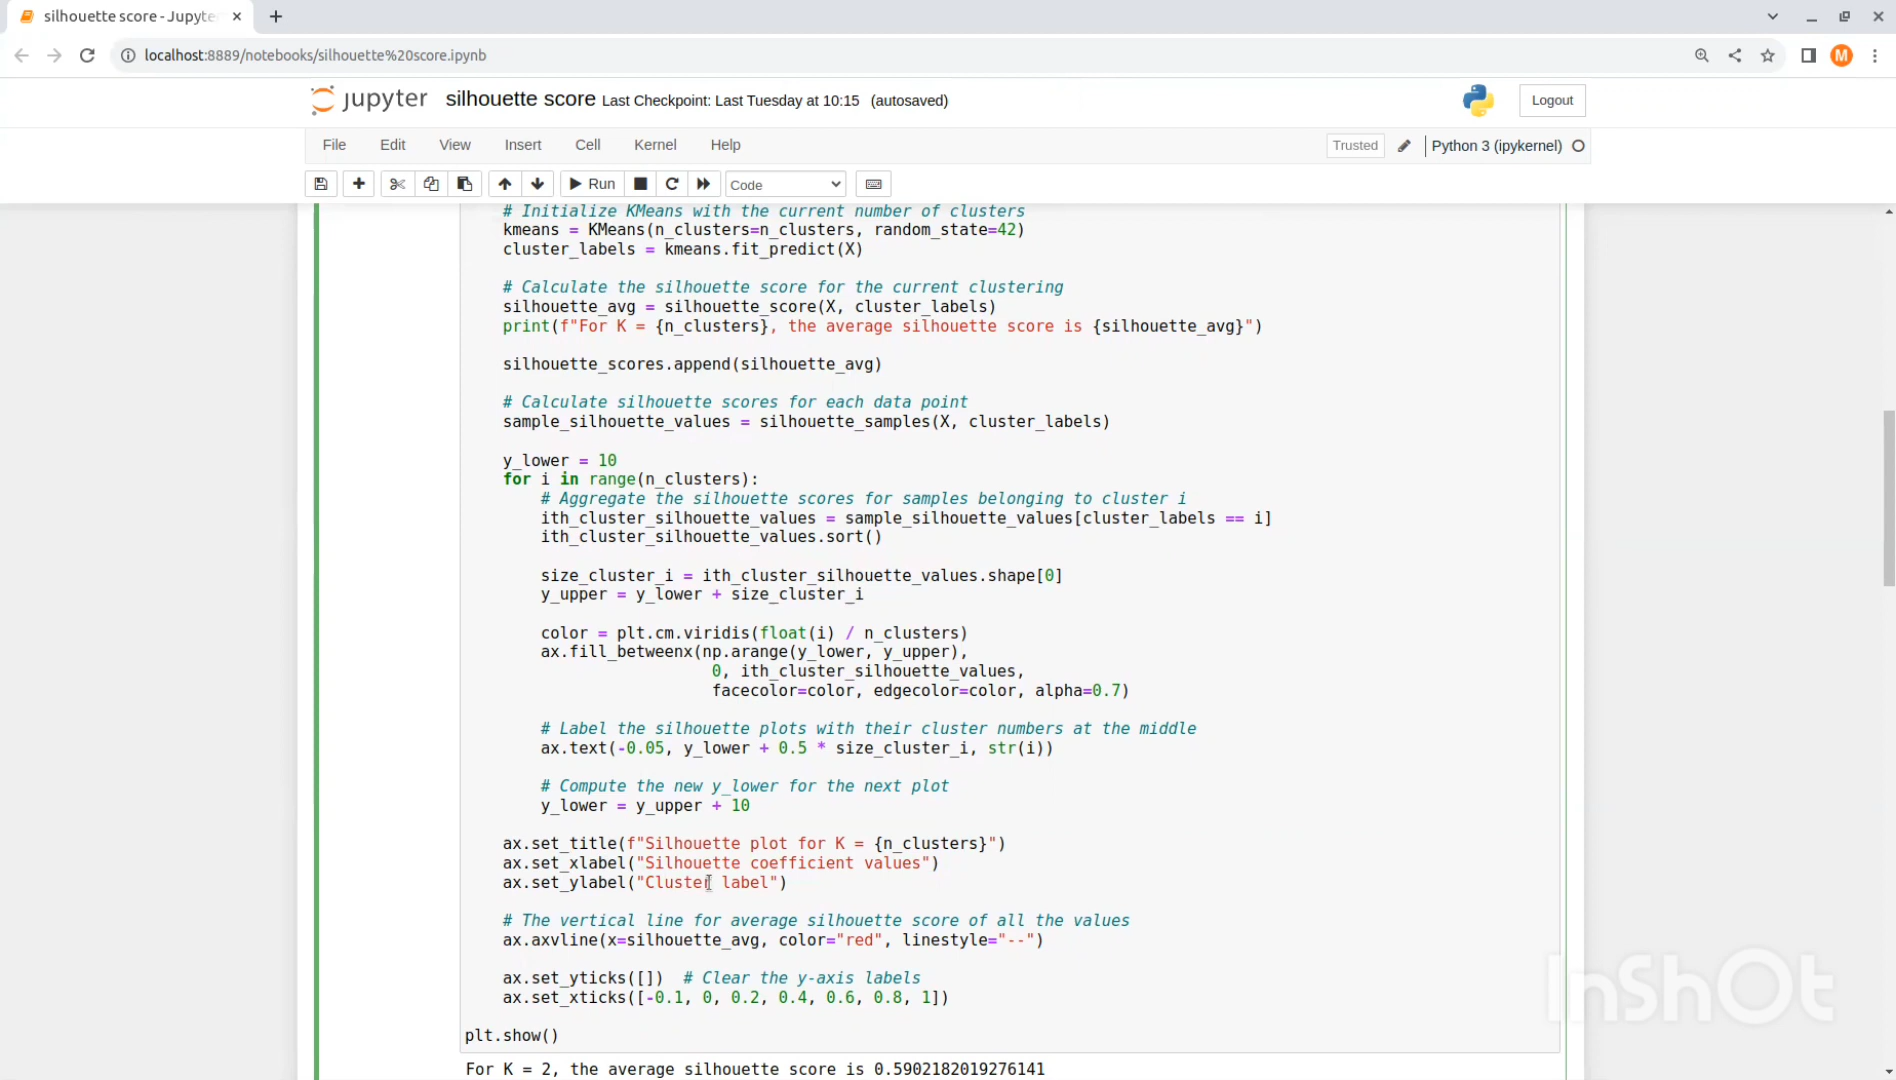 silhouette score - Jupyte
localhost:8889/notebooks/silhouette%20score.ipynb
M
jupyter silhouette score Last Checkpoint: Last Tuesday at 10:15 (autosaved)
Logout
File Edit View Insert Cell Kernel Help
Trusted Python 3 (ipykernel)
Run Code
# Initialize KMeans with the current number of clusters
kmeans = KMeans(n_clusters=n_clusters, random_state=42)
cluster_labels = kmeans.fit_predict(X)
# Calculate the silhouette score for the current clustering
silhouette_avg = silhouette_score(X, cluster_labels)
print(f"For K = {n_clusters}, the average silhouette score is {silhouette_avg}")
silhouette_scores.append(silhouette_avg)
# Calculate silhouette scores for each data point
sample_silhouette_values = silhouette_samples(X, cluster_labels)
y_lower = 10
for i in range(n_clusters):
# Aggregate the silhouette scores for samples belonging to cluster i
ith_cluster_silhouette_values = sample_silhouette_values[cluster_labels == i]
ith_cluster_silhouette_values.sort()
size_cluster_i = ith_cluster_silhouette_values.shape[0]
y_upper = y_lower + size_cluster_i
color = plt.cm.viridis(float(i) / n_clusters)
ax.fill_betweenx(np.arange(y_lower, y_upper),
0, ith_cluster_silhouette_values,
facecolor=color, edgecolor=color, alpha=0.7)
# Label the silhouette plots with their cluster numbers at the middle
ax.text(-0.05, y_lower + 0.5 * size_cluster_i, str(i))
# Compute the new y_lower for the next plot
y_lower = y_upper + 10
ax.set_title(f"Silhouette plot for K = {n_clusters}")
ax.set_xlabel("Silhouette coefficient values")
ax.set_ylabel("Cluster label")
# The vertical line for average silhouette score of all the values
ax.axvline(x=silhouette_avg, color="red", linestyle="--")
ax.set_yticks([]) # Clear the y-axis labels
ax.set_xticks([-0.1, 0, 0.2, 0.4, 0.6, 0.8, 1])
InShOt
plt.show()
For K = 2, the average silhouette score is 0.5902182019276141